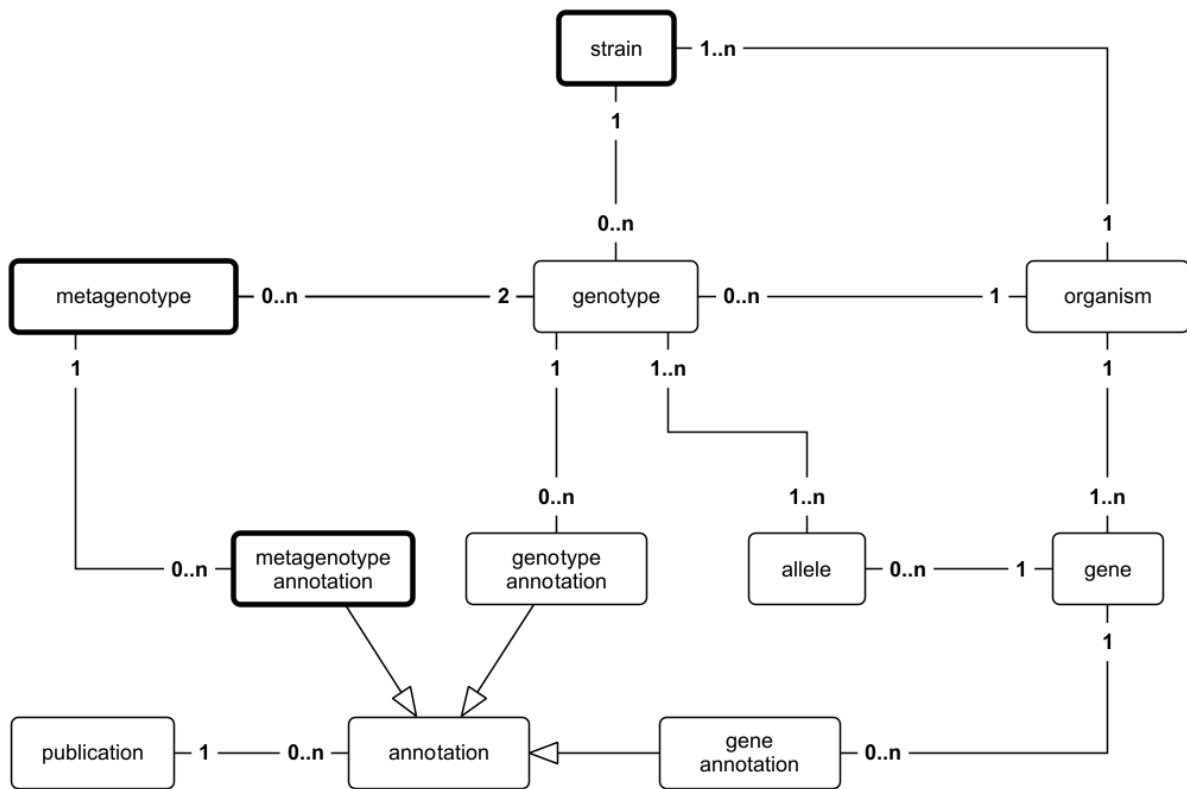 strain
1..n
1
0..n
1
metagenotype
0..n
2
genotype
0..n
1
organism
1
1
1..n
1
0..n
1..n
1..n
0..n
metagenotype
annotation
genotype
annotation
allele
0..n
1
gene
1
publication
1
0..n
annotation
gene
annotation
0..n